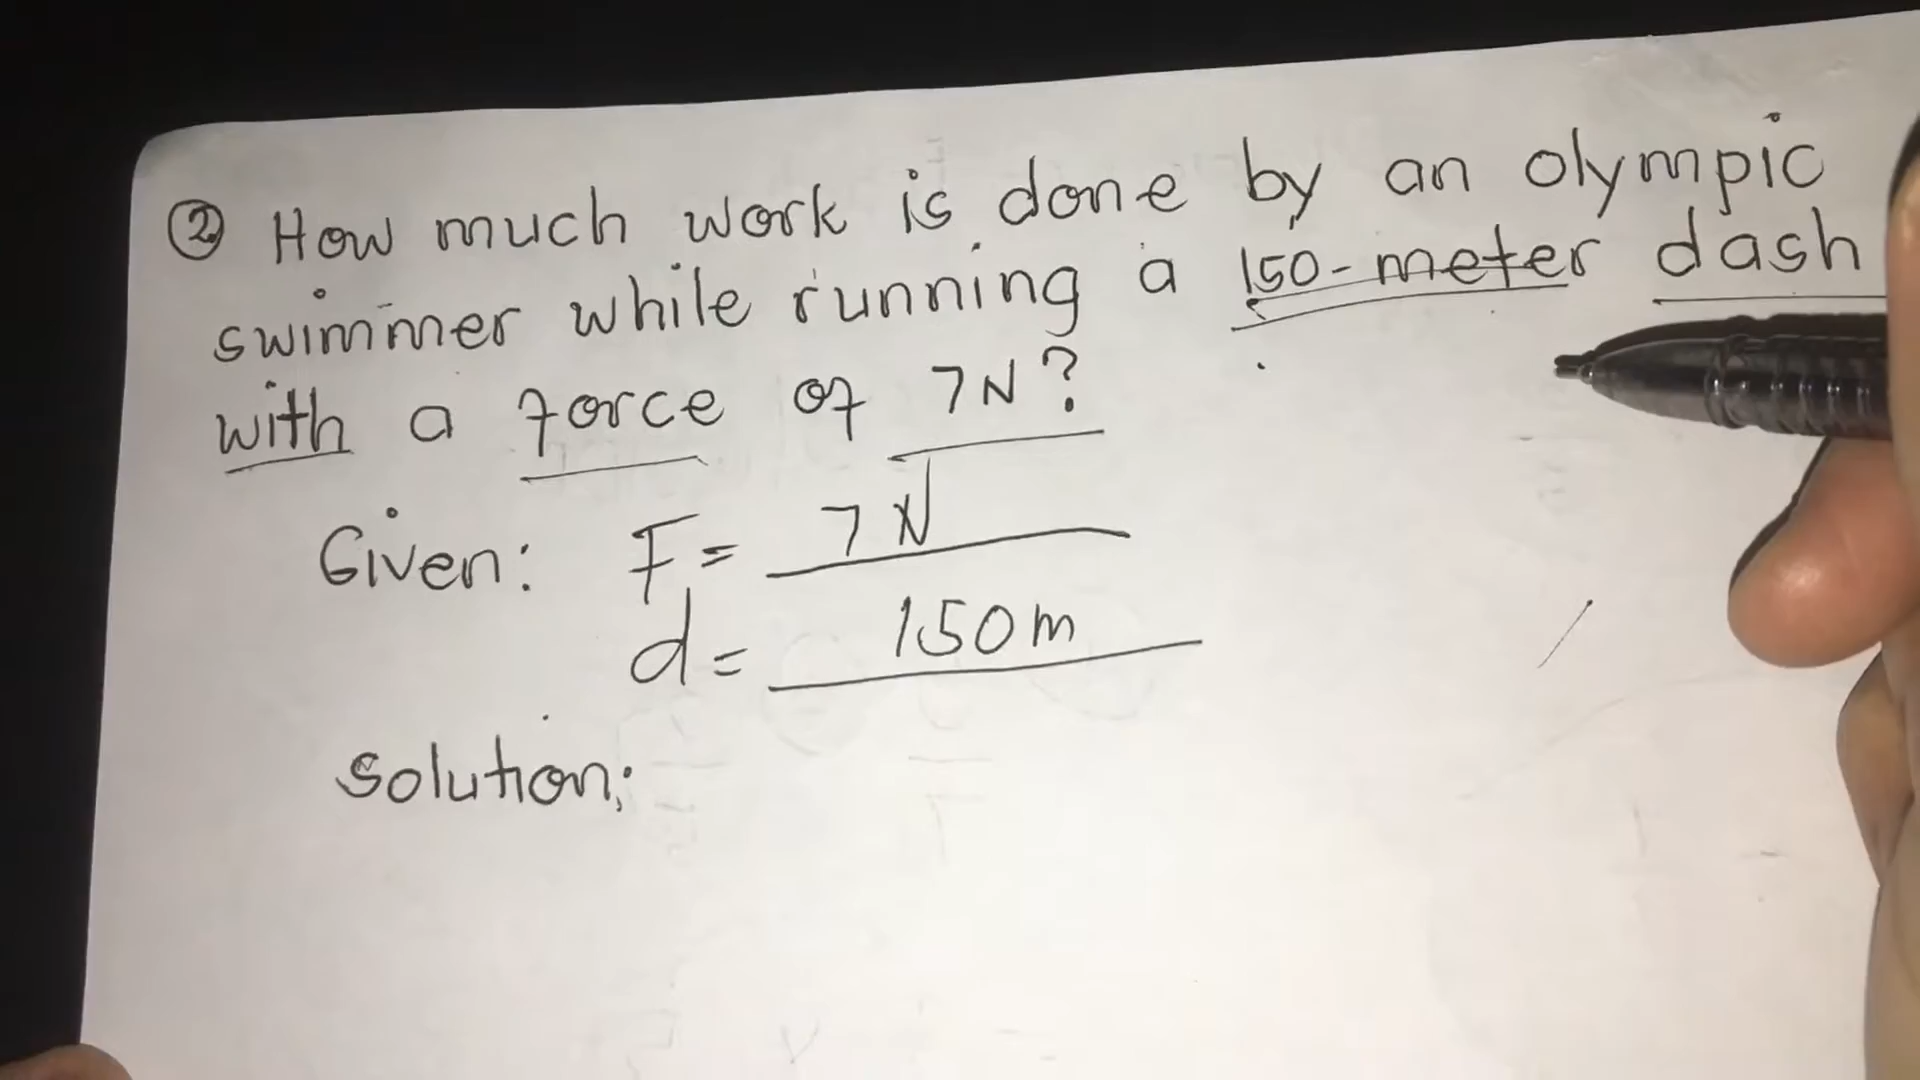 ② How much work is done by an olympic
swimmer while running a 150-meter dash
with a force of 7N?
Given: F= 7N
d= 150m
solution: